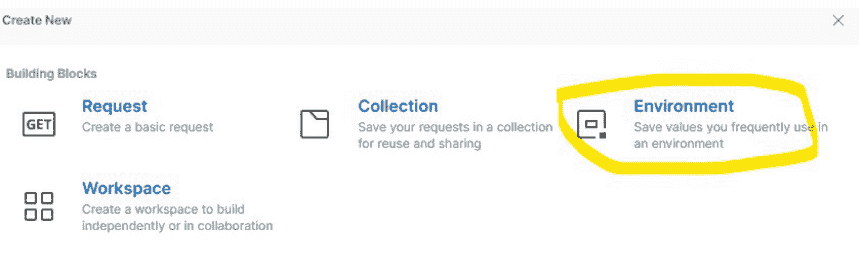 Create New
Building Blocks
Request
Create a basic request
GET
Collection
Save your requests in a collection
for reuse and sharing
Environment
Save values you frequently use in
an environment
Workspace
Create a workspace to build
independently or in collaboration